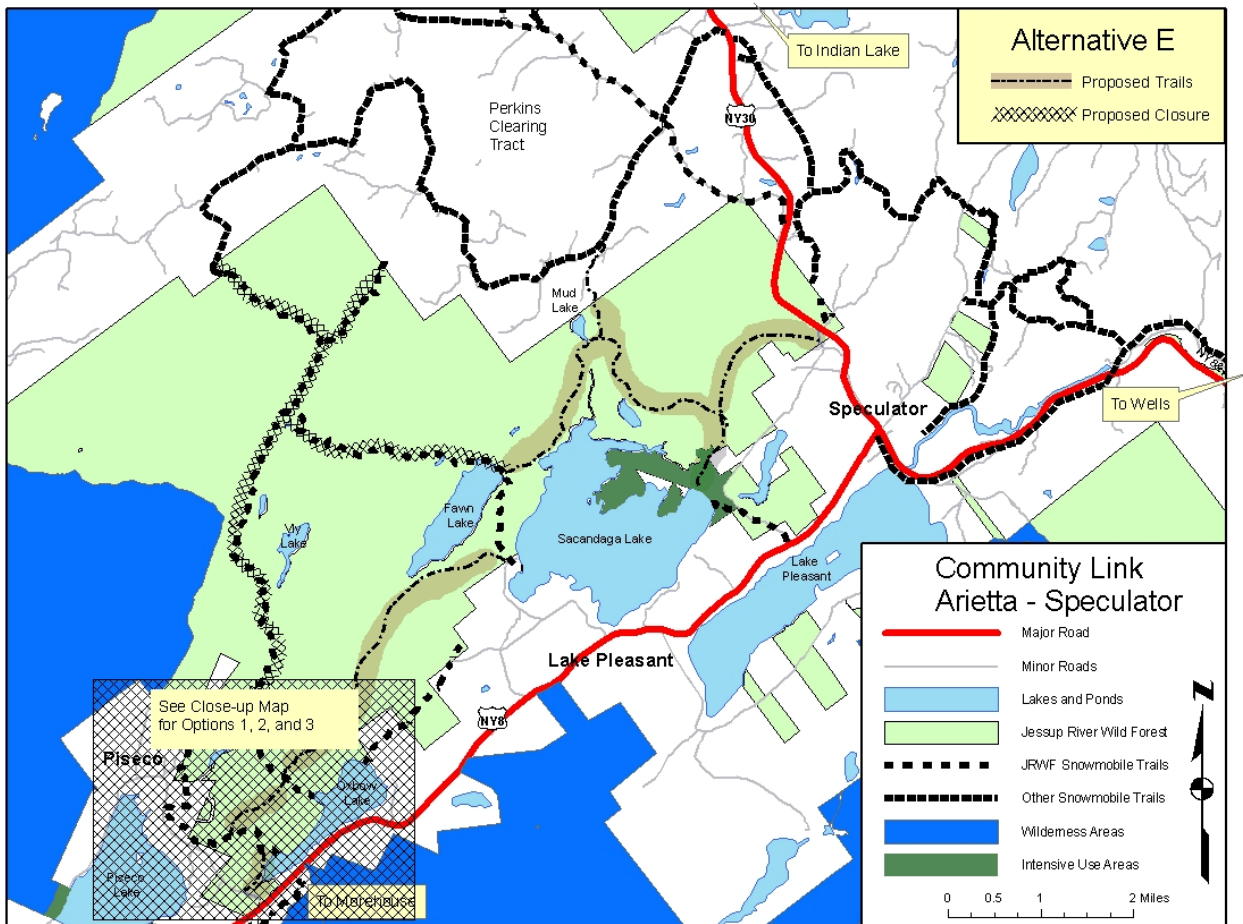 To Indian Lake
Alternative E
Proposed Trails
Proposed Closure
Perkins
Clearing
Tract
NY30
Mud
Lake
Speculator
NY8
To Wells
Fawn
Lake
Vly
Lake
Sacandaga Lake
Lake
Pleasant
Lake Pleasant
NY8
See Close-up Map
for Options 1, 2, and 3
Piseco
Oxbow
Lake
Piseco
Lake
To Morehouse
Community Link
Arietta - Speculator
Major Road
Minor Roads
Lakes and Ponds
Jessup River Wild Forest
JRWF Snowmobile Trails
Other Snowmobile Trails
Wilderness Areas
Intensive Use Areas
N
0 0.5 1 2 Miles